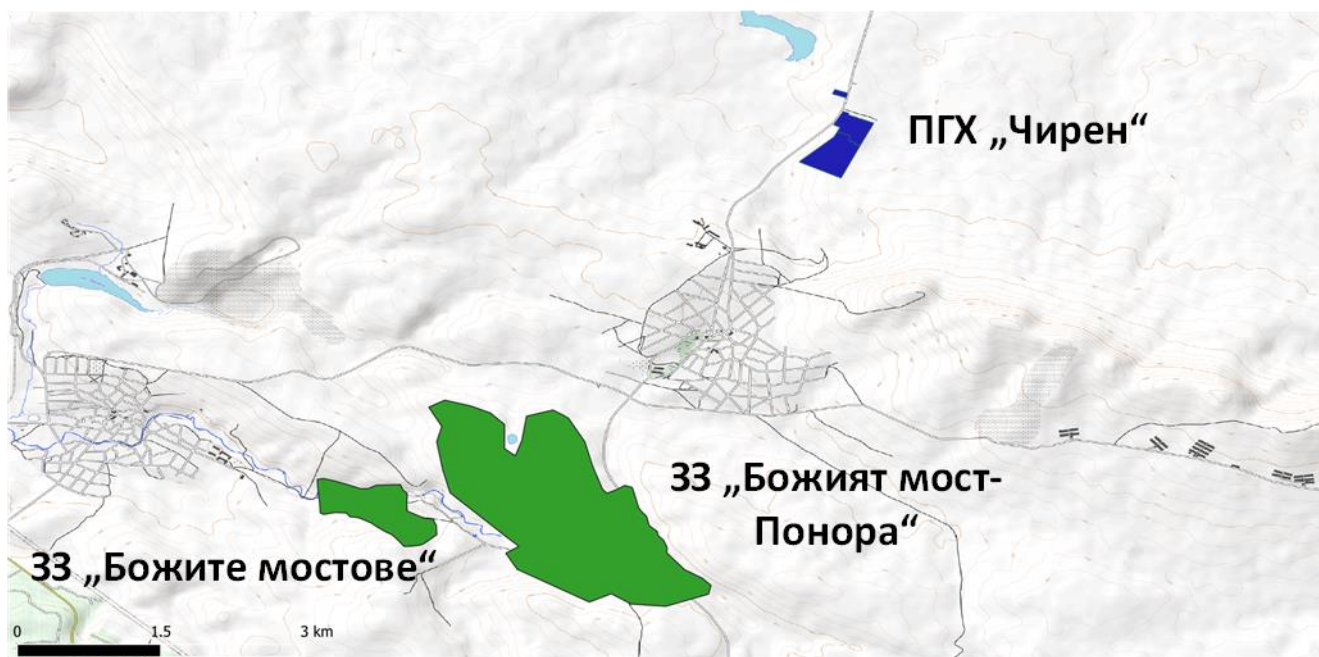 ПГХ „Чирен“
ЗЗ „Божият мост-
Понора“
ЗЗ „Божите мостове“
0 1.5 3 km